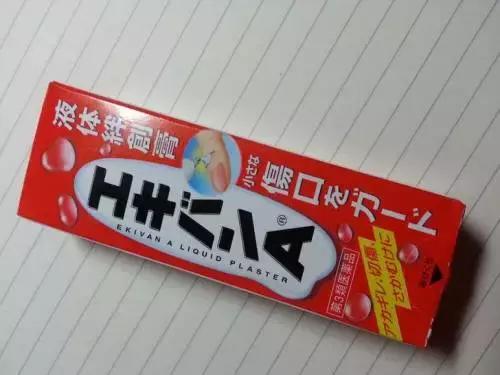 液体絆創膏
小さな
傷口をガード
エキバンA®
EKIVAN A LIQUID PLASTER
第3類医薬品
アカギレ、切傷、
さかむけに